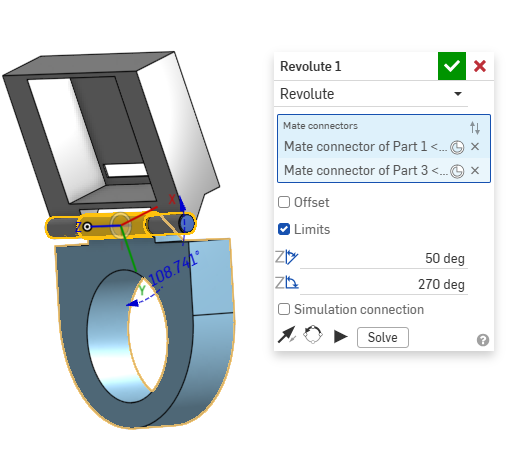 Revolute 1
Revolute
Mate connectors
Mate connector of Part 1 <...
Mate connector of Part 3 <...
Offset
Limits
Z 50 deg
Z 270 deg
Simulation connection
Solve
?
X
Z
Y
108.741°